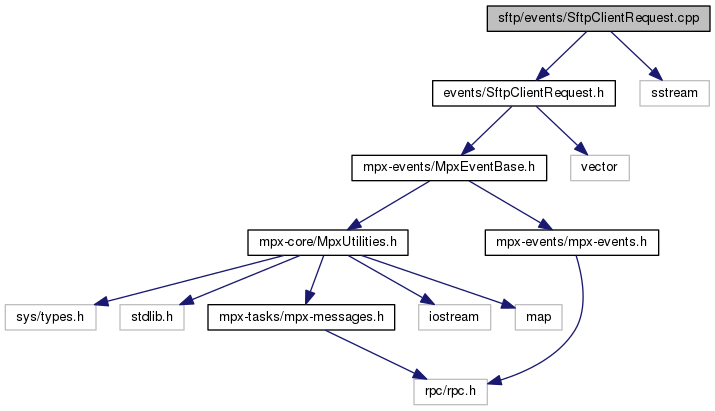 sftp/events/SftpClientRequest.cpp
events/SftpClientRequest.h
sstream
mpx-events/MpxEventBase.h
vector
mpx-core/MpxUtilities.h
mpx-events/mpx-events.h
sys/types.h
stdlib.h
mpx-tasks/mpx-messages.h
iostream
map
rpc/rpc.h